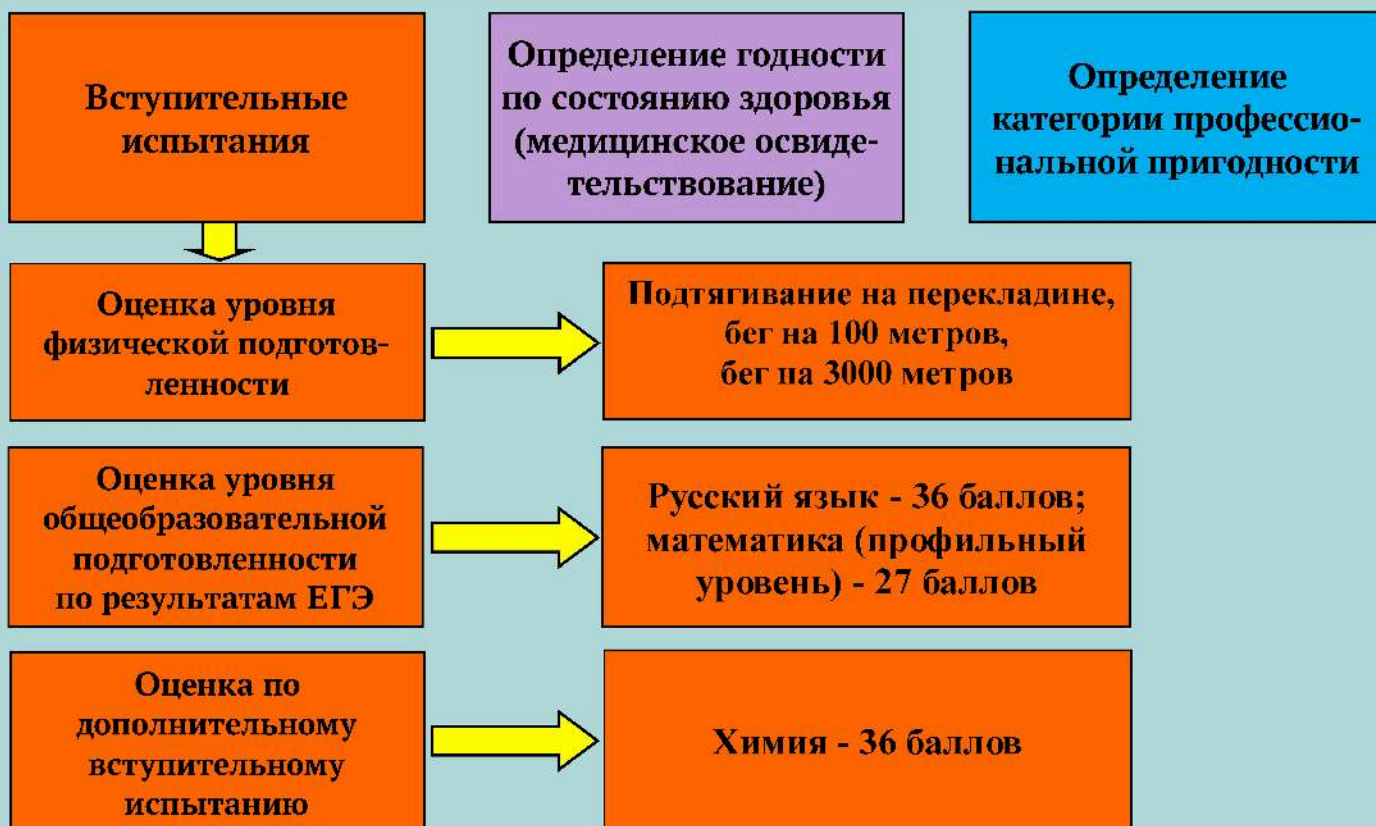 Вступительные
испытания
Определение годности
по состоянию здоровья
(медицинское освиде-
тельствование)
Определение
категории профессио-
нальной пригодности
Оценка уровня
физической подготов-
ленности
Подтягивание на перекладине,
бег на 100 метров,
бег на 3000 метров
Оценка уровня
общеобразовательной
подготовленности
по результатам ЕГЭ
Русский язык - 36 баллов;
математика (профильный
уровень) - 27 баллов
Оценка по
дополнительному
вступительному
испытанию
Химия - 36 баллов